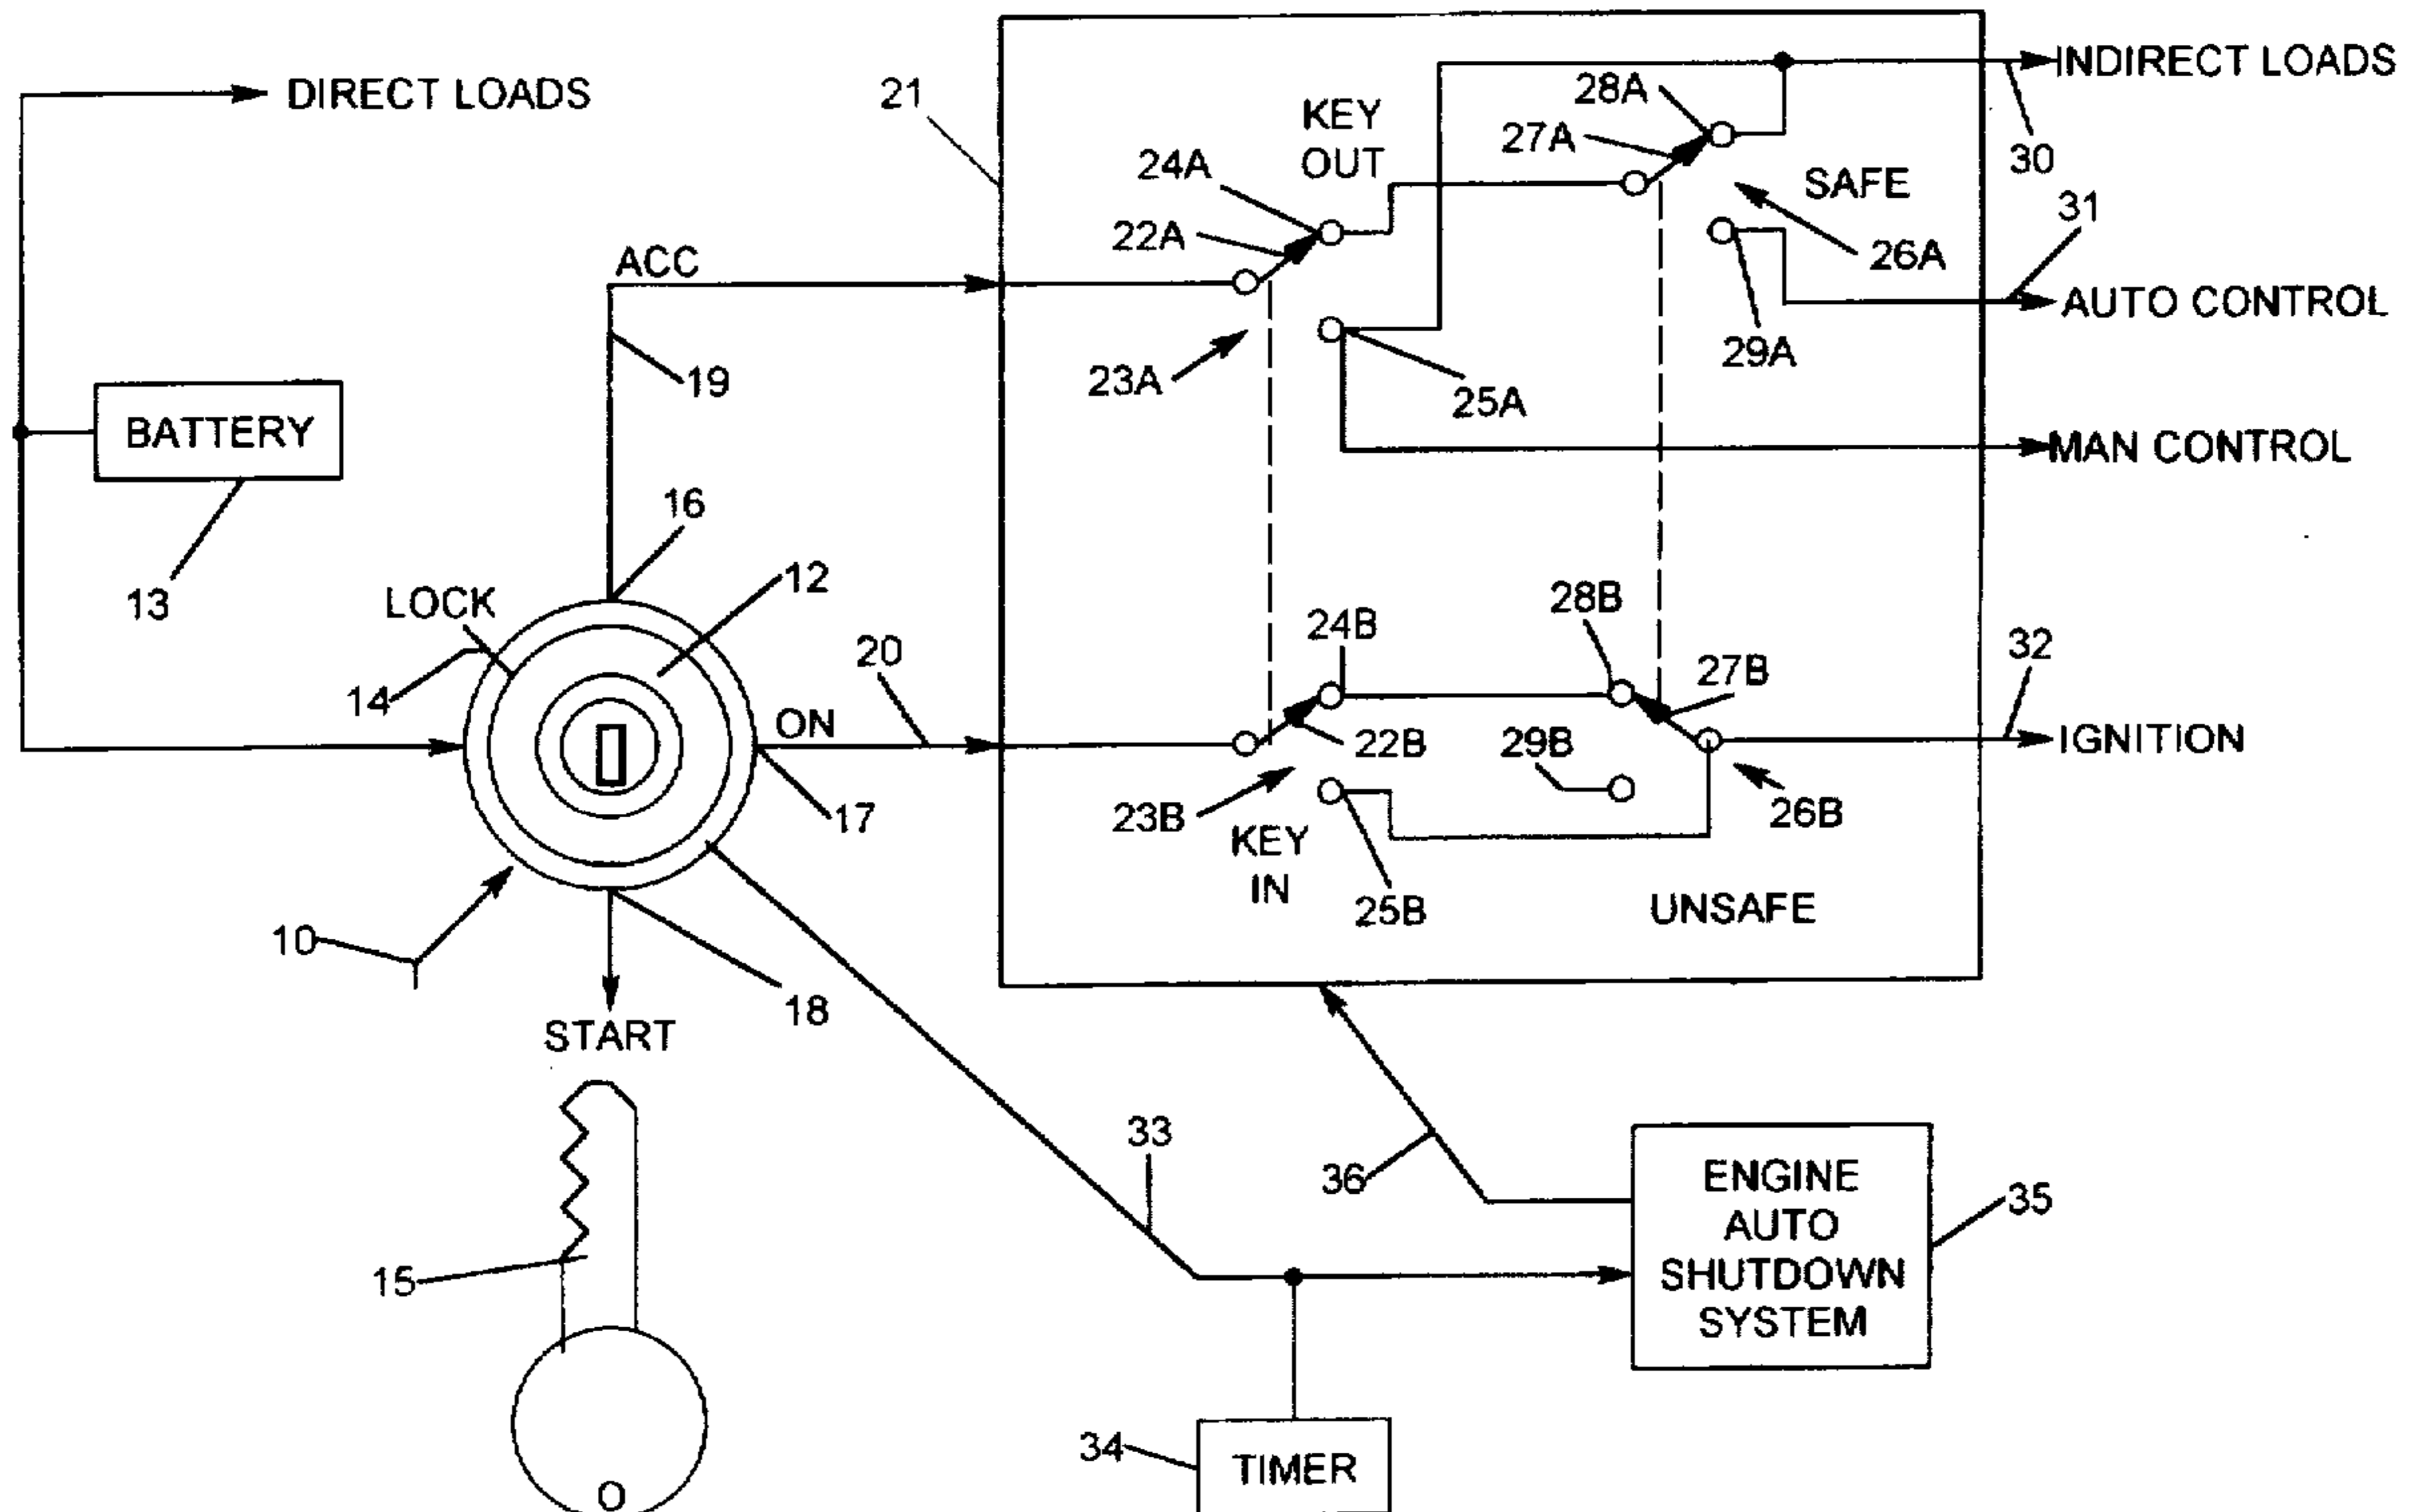 DIRECT LOADS
21
KEY
OUT
28A
27A
INDIRECT LOADS
30
24A
22A
SAFE
26A
31
ACC
AUTO CONTROL
19
23A
25A
29A
BATTERY
MAN CONTROL
13
16
LOCK
12
14
20
24B
28B
27B
32
ON
22B
29B
IGNITION
17
23B
KEY
IN
25B
26B
UNSAFE
10
18
START
33
36
ENGINE
AUTO
SHUTDOWN
SYSTEM
35
15
34
TIMER